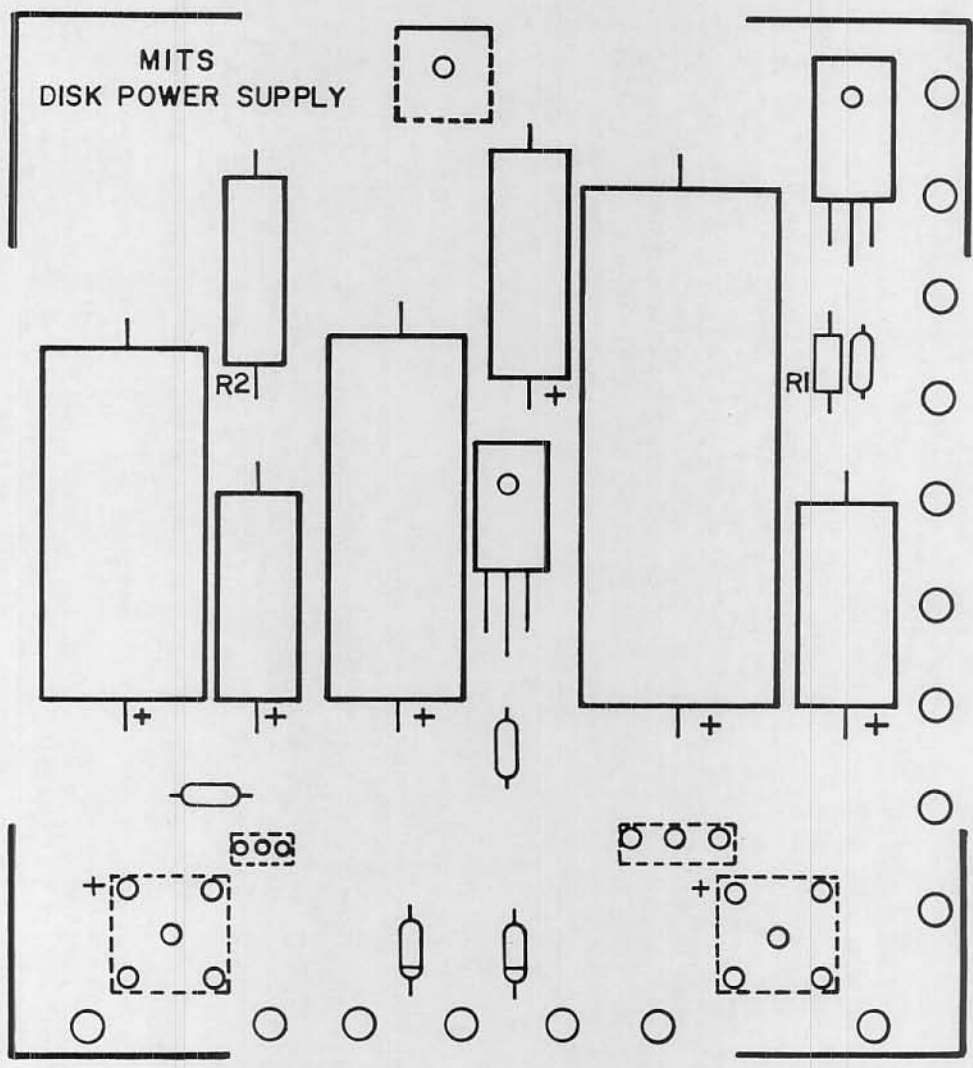 MITS
DISK POWER SUPPLY
R2
R1
+
+
+
+
+
+
+
+